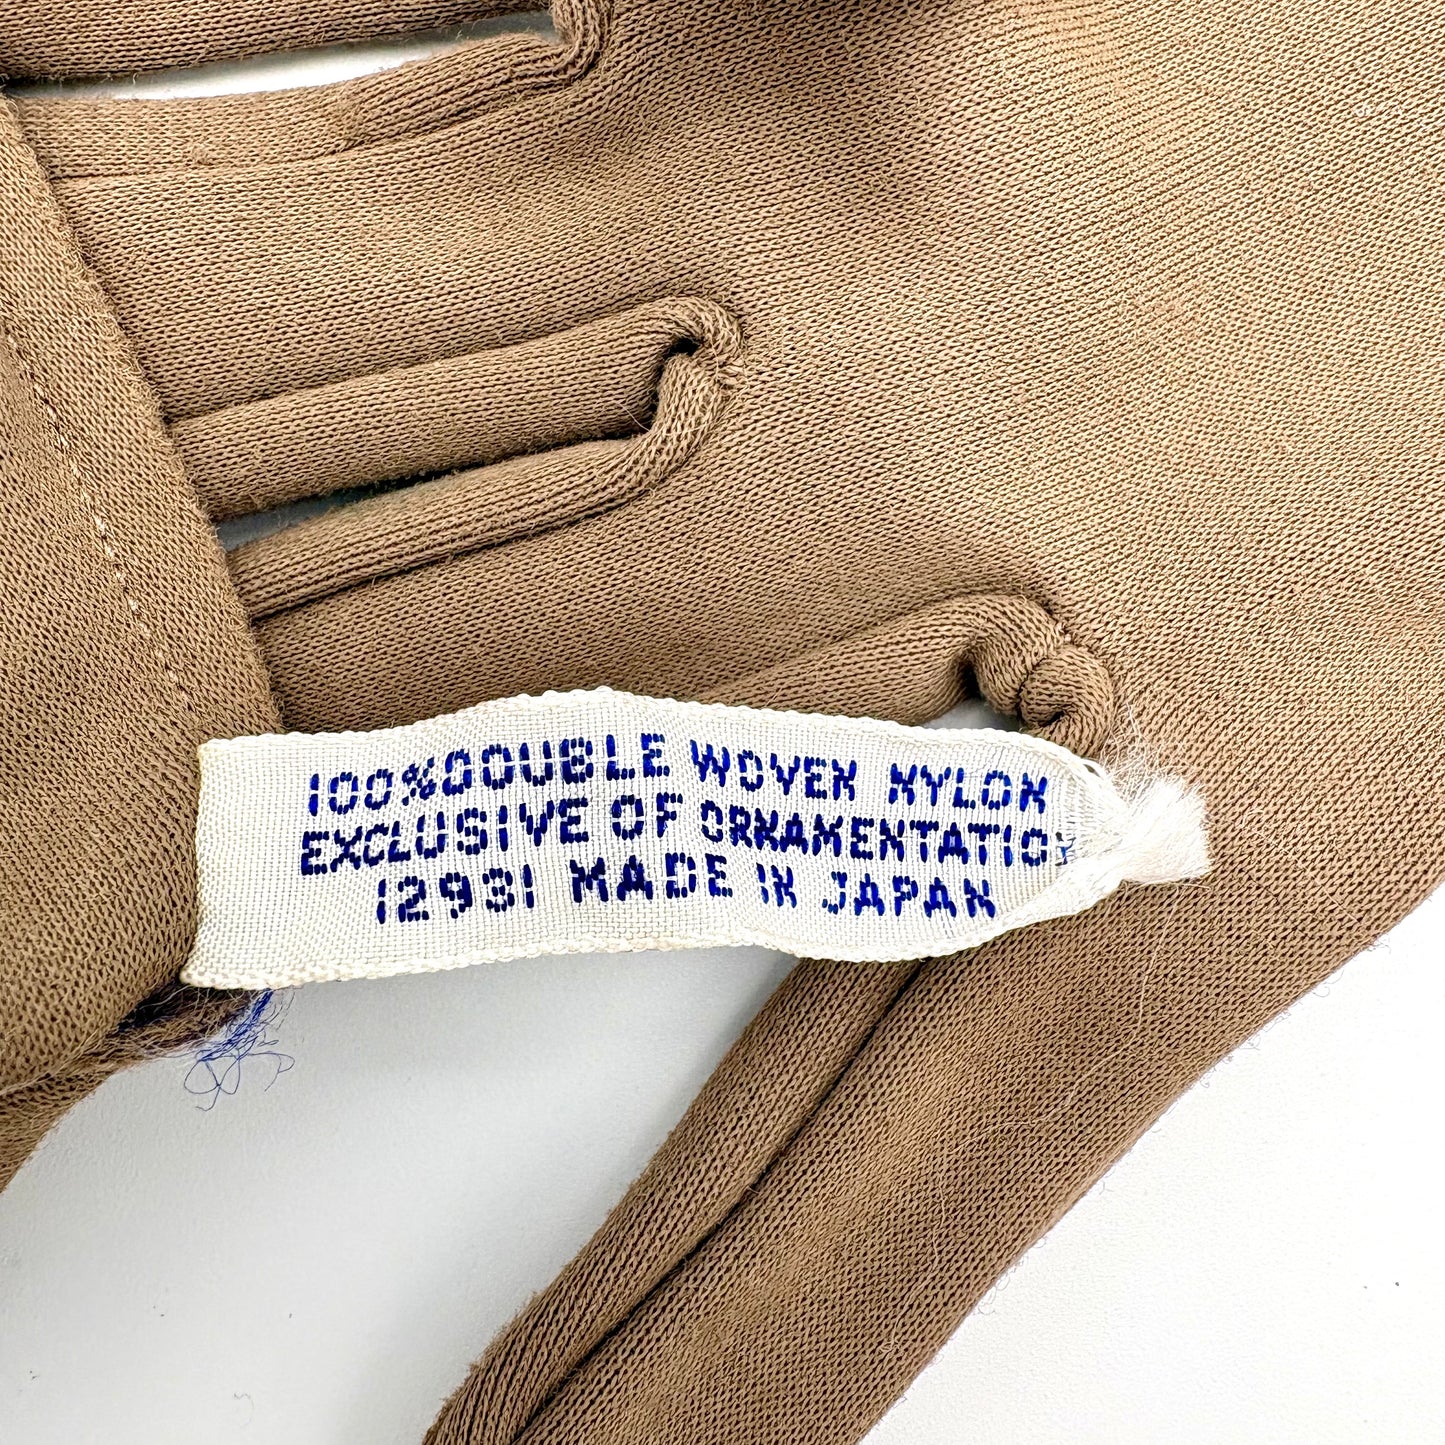 100% DOUBLE WOVEN NYLON
EXCLUSIVE OF ORNAMENTATIO
12931 MADE IN JAPAN